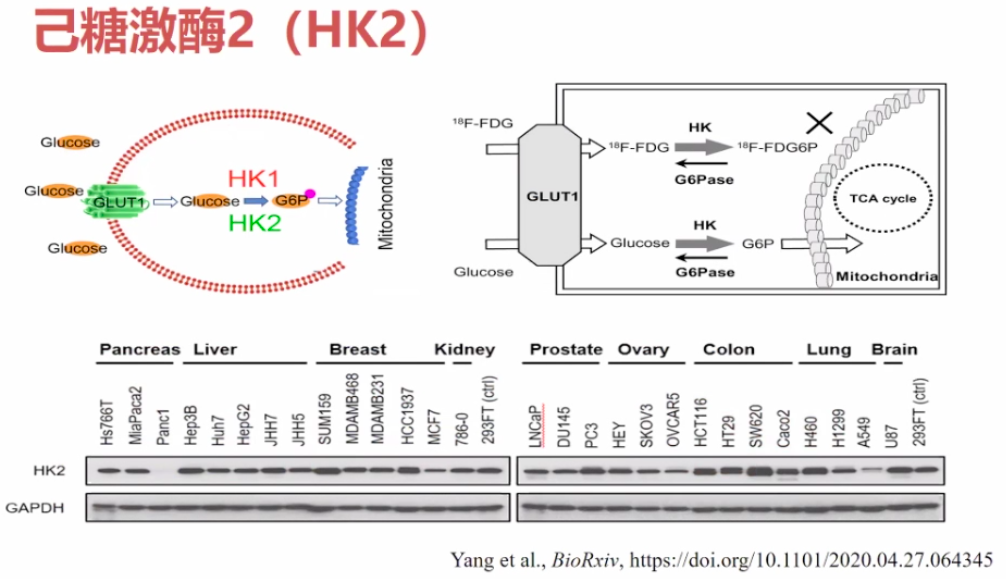 己糖激酶2（HK2）
Glucose
Glucose
GLUT1
Glucose
HK1
HK2
G6P
Glucose
Mitochondria
18F-FDG
18F-FDG
HK
G6Pase
18F-FDG6P
GLUT1
TCA cycle
Glucose
Glucose
HK
G6Pase
G6P
Mitochondria
Pancreas Liver Breast Kidney
Prostate Ovary Colon Lung Brain
Hs766T
MiaPaca2
Panc1
Hep3B
Huh7
HepG2
JHH7
JHH5
SUM159
MDAMB468
MDAMB231
HCC1937
MCF7
786-0
293FT (ctrl)
LNCaP
DU145
PC3
HEY
SKOV3
OVCAR5
HCT116
HT29
SW620
Caco2
H460
H1299
A549
U87
293FT (ctrl)
HK2
GAPDH
Yang et al., BioRxiv, https://doi.org/10.1101/2020.04.27.064345